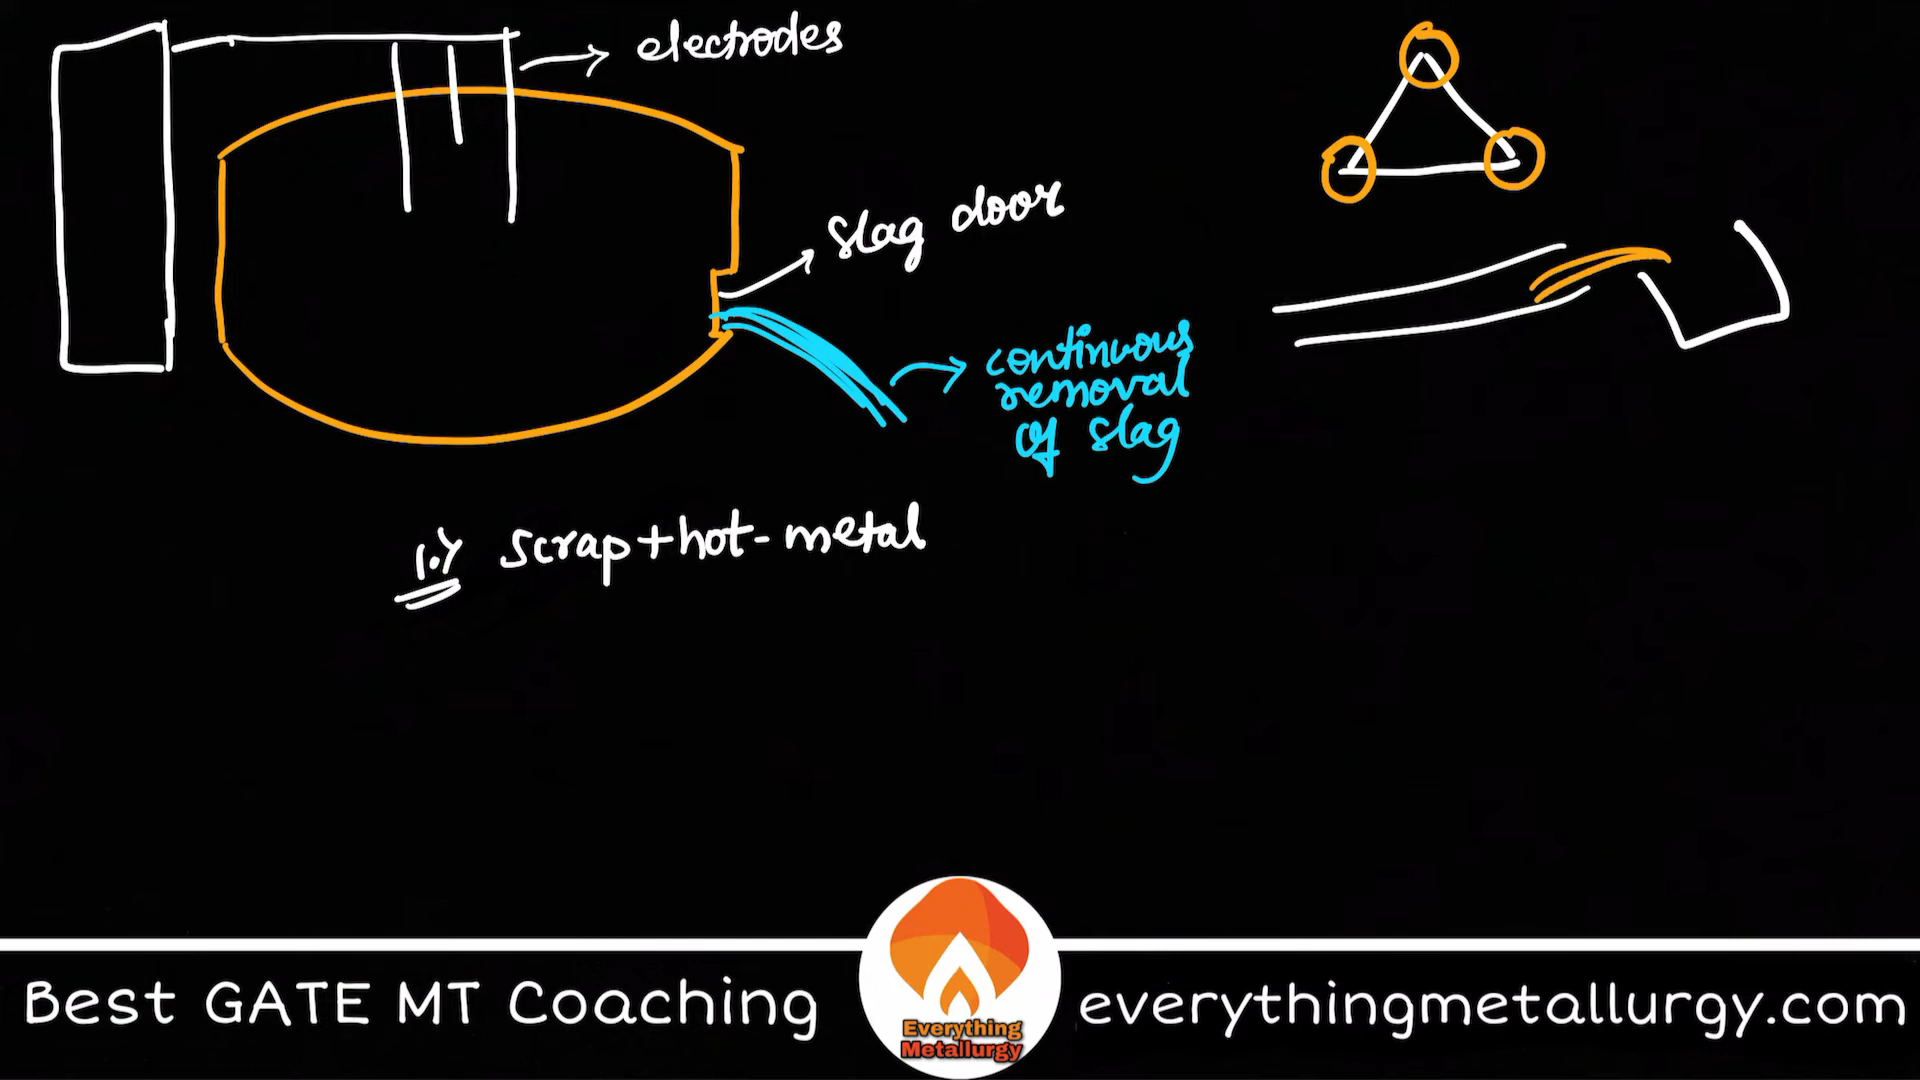 electrodes
slag door
continuous
removal
of slag
1.) scrap + hot-metal
Best GATE MT Coaching
Everything
Metallurgy
everythingmetallurgy.com